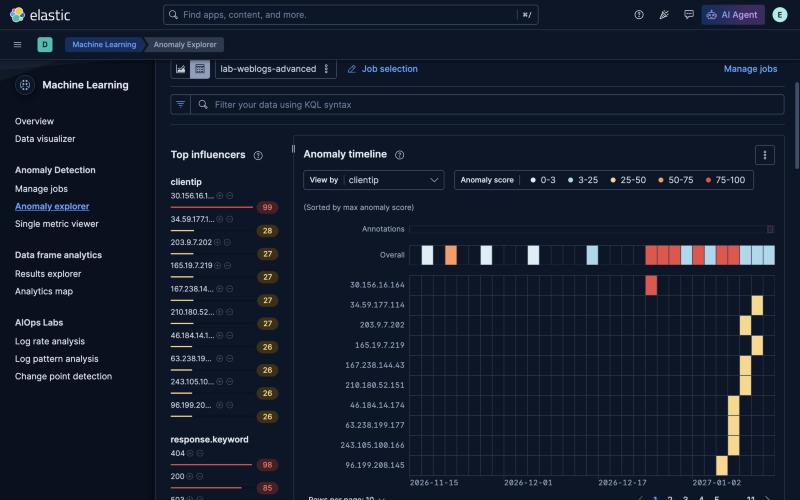 elastic
Find apps, content, and more.
⌘/
AI Agent
E
D
Machine Learning
Anomaly Explorer
lab-weblogs-advanced
Job selection
Manage jobs
Filter your data using KQL syntax
Machine Learning
Overview
Data visualizer
Anomaly Detection
Manage jobs
Anomaly explorer
Single metric viewer
Data frame analytics
Results explorer
Analytics map
AIOps Labs
Log rate analysis
Log pattern analysis
Change point detection
Top influencers
clientip
30.156.16.1...
99
34.59.177.1...
28
203.9.7.202
27
165.19.7.219
27
167.238.14...
27
210.180.52...
27
46.184.14.1...
26
63.238.19...
26
243.105.10...
26
96.199.20...
26
response.keyword
404
98
200
85
503
Anomaly timeline
View by clientip
Anomaly score 0-3 3-25 25-50 50-75 75-100
(Sorted by max anomaly score)
Annotations
Overall
30.156.16.164
34.59.177.114
203.9.7.202
165.19.7.219
167.238.144.43
210.180.52.151
46.184.14.174
63.238.199.177
243.105.100.166
96.199.208.145
2026-11-15 2026-12-01 2026-12-17 2027-01-02
Rows per page: 10
1 2 3 4 5 ... 11